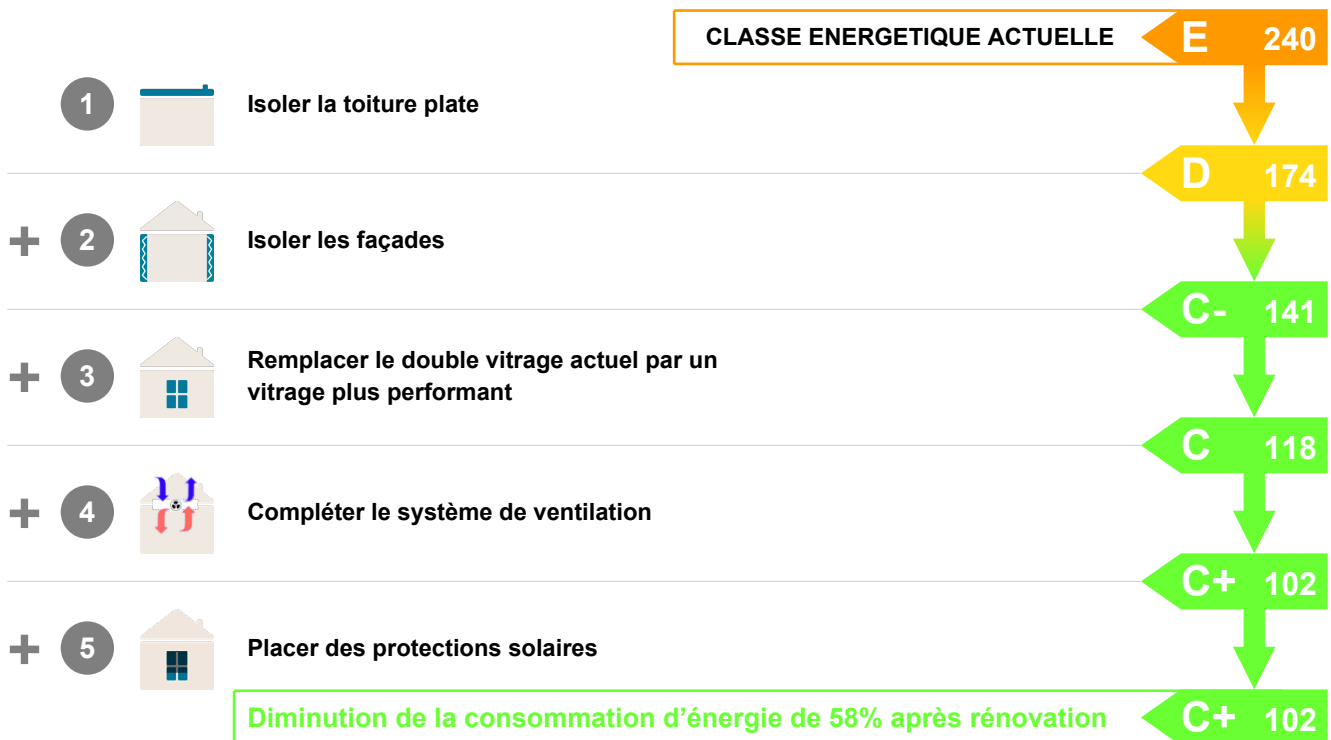 CLASSE ENERGETIQUE ACTUELLE E 240
1 Isoler la toiture plate
D 174
+ 2 Isoler les façades
C- 141
+ 3 Remplacer le double vitrage actuel par un
vitrage plus performant
C 118
+ 4 Compléter le système de ventilation
C+ 102
+ 5 Placer des protections solaires
Diminution de la consommation d’énergie de 58% après rénovation C+ 102